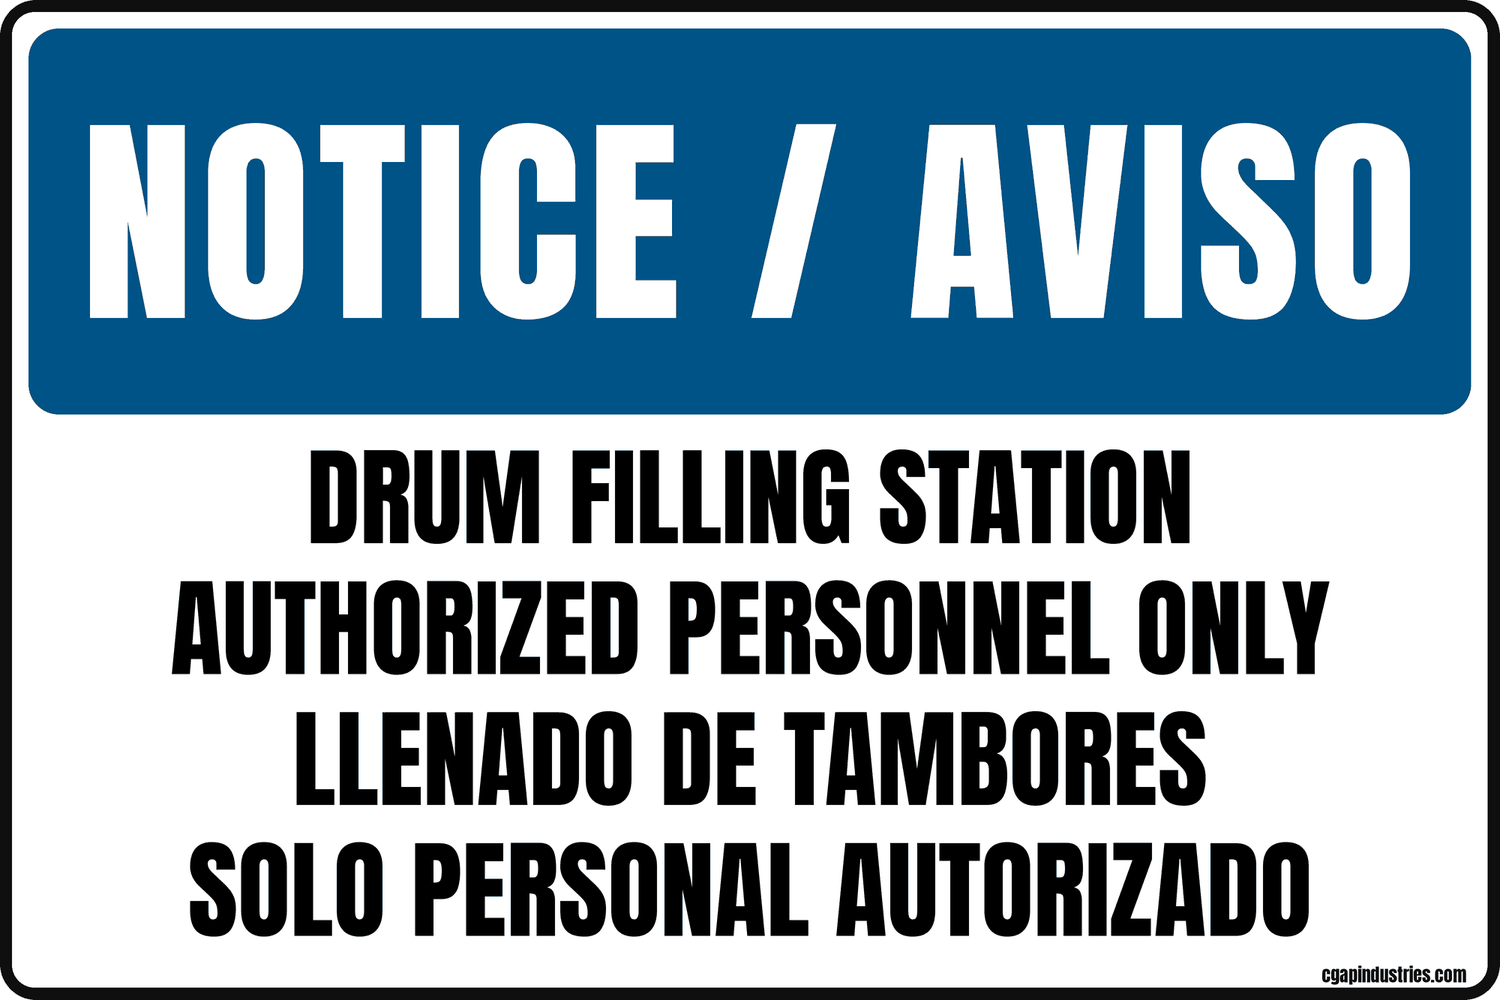 NOTICE / AVISO
DRUM FILLING STATION
AUTHORIZED PERSONNEL ONLY
LLENADO DE TAMBORES
SOLO PERSONAL AUTORIZADO
cgapindustries.com